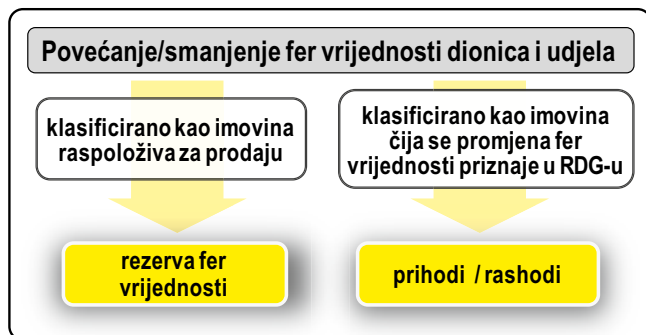 Povećanje/smanjenje fer vrijednosti dionica i udjela
klasificirano kao imovina
raspoloživa za prodaju
klasificirano kao imovina
čija se promjena fer
vrijednosti priznaje u RDG-u
rezerva fer
vrijednosti
prihodi / rashodi